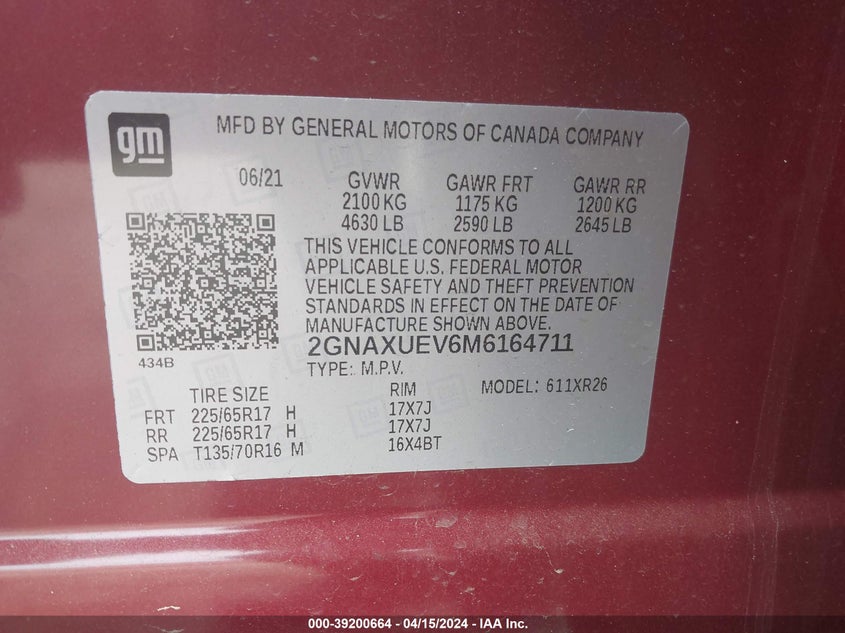 gm
MFD BY GENERAL MOTORS OF CANADA COMPANY
06/21 GVWR GAWR FRT GAWR RR
2100 KG 1175 KG 1200 KG
4630 LB 2590 LB 2645 LB
THIS VEHICLE CONFORMS TO ALL
APPLICABLE U.S. FEDERAL MOTOR
VEHICLE SAFETY AND THEFT PREVENTION
STANDARDS IN EFFECT ON THE DATE OF
MANUFACTURE SHOWN ABOVE.
434B
2GNAXUEV6M6164711
TYPE: M.P.V.
TIRE SIZE RIM MODEL: 611XR26
FRT 225/65R17 H 17X7J
RR 225/65R17 H 17X7J
SPA T135/70R16 M 16X4BT
000-39200664 - 04/15/2024 - IAA Inc.